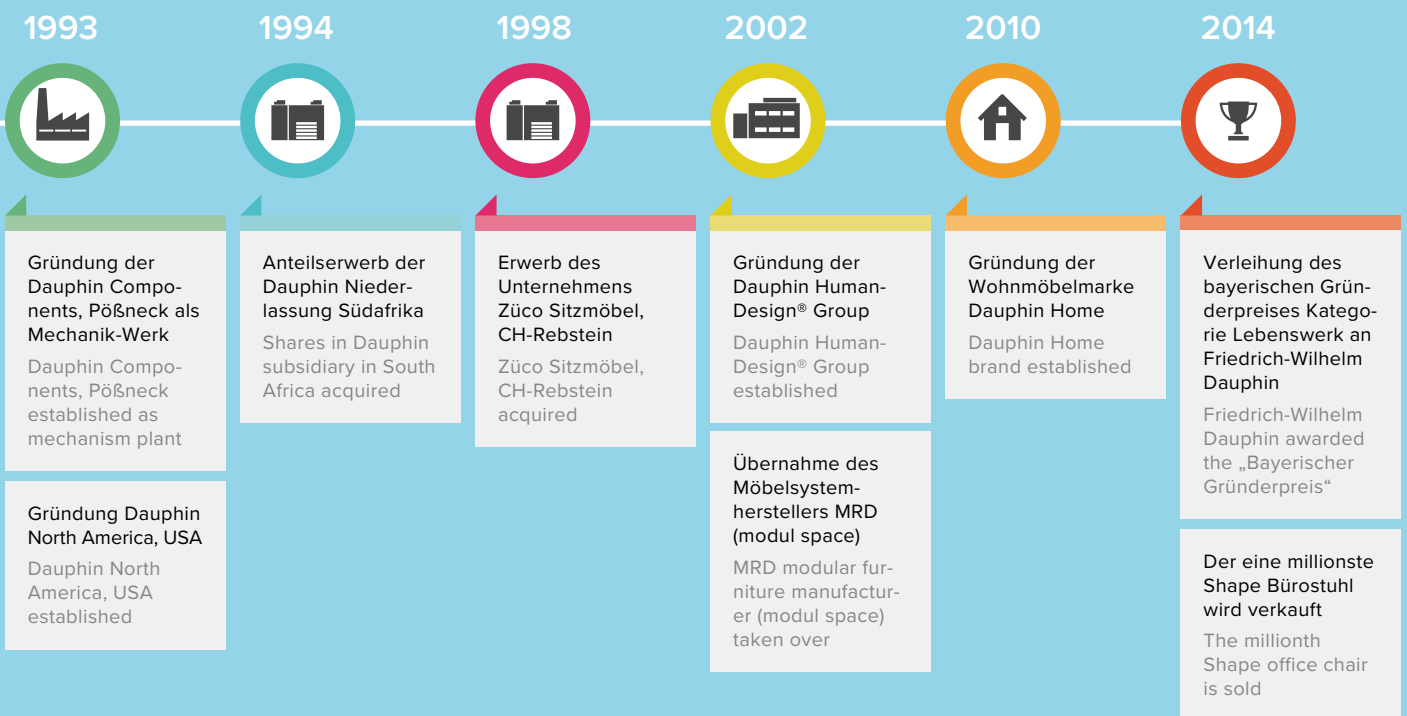 1993
Gründung der
Dauphin Compo-
nents, Pößneck als
Mechanik-Werk
Dauphin Compo-
nents, Pößneck
established as
mechanism plant
Gründung Dauphin
North America, USA
Dauphin North
America, USA
established
1994
Anteilserwerb der
Dauphin Nieder-
lassung Südafrika
Shares in Dauphin
subsidiary in South
Africa acquired
1998
Erwerb des
Unternehmens
Züco Sitzmöbel,
CH-Rebstein
Züco Sitzmöbel,
CH-Rebstein
acquired
2002
Gründung der
Dauphin Human-
Design® Group
Dauphin Human-
Design® Group
established
Übernahme des
Möbelsystem-
herstellers MRD
(modul space)
MRD modular fur-
niture manufactur-
er (modul space)
taken over
2010
Gründung der
Wohnmöbelmarke
Dauphin Home
Dauphin Home
brand established
2014
Verleihung des
bayerischen Grün-
derpreises Katego-
rie Lebenswerk an
Friedrich-Wilhelm
Dauphin
Friedrich-Wilhelm
Dauphin awarded
the „Bayerischer
Gründerpreis“
Der eine millionste
Shape Bürostuhl
wird verkauft
The millionth
Shape office chair
is sold